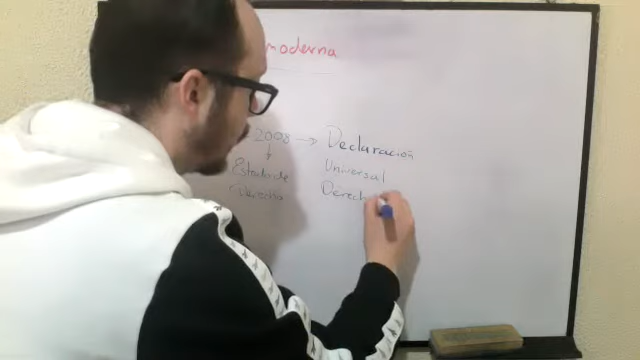 moderna
2008 → Declaración
Estado de Universal
Derecho Derech